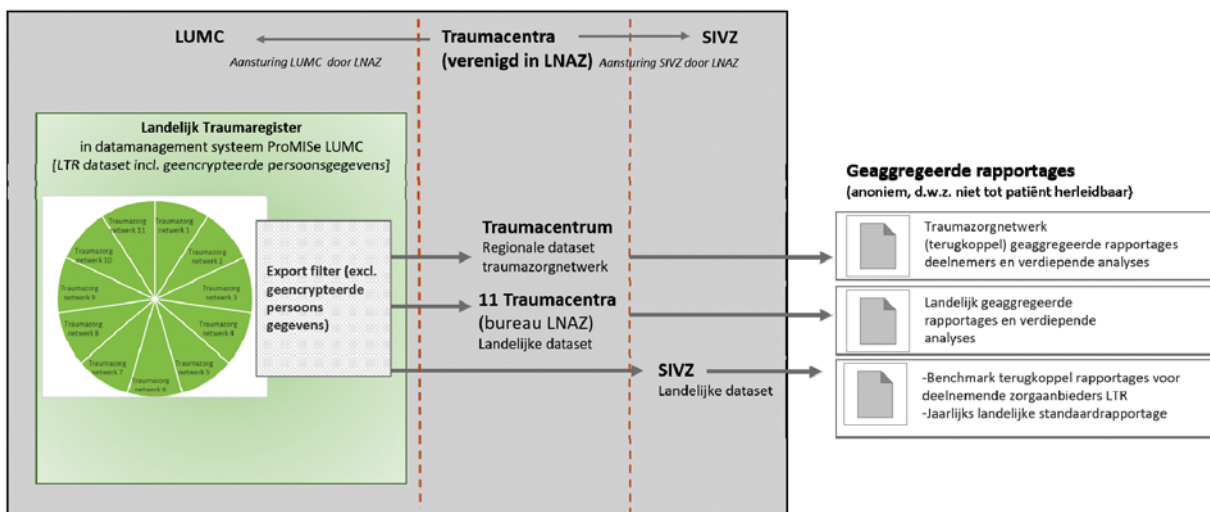 LUMC
Traumacentra
(verenigd in LNAZ)
SIVZ
Aansturing LUMC door LNAZ
Aansturing SIVZ door LNAZ
Landelijk Traumaregister
in datamanagement systeem ProMISe LUMC
[LTR dataset incl. geencrypteerde persoonsgegevens]
Traumazorg
netwerk 11
Traumazorg
netwerk 1
Traumazorg
netwerk 10
Traumazorg
netwerk 2
Traumazorg
netwerk 9
Traumazorg
netwerk 3
Traumazorg
netwerk 8
Traumazorg
netwerk 4
Traumazorg
netwerk 7
Traumazorg
netwerk 5
Traumazorg
netwerk 6
Export filter (excl.
geencrypteerde
persoons
gegevens)
Traumacentrum
Regionale dataset
traumazorgnetwerk
11 Traumacentra
(bureau LNAZ)
Landelijke dataset
SIVZ
Landelijke dataset
Geaggregeerde rapportages
(anoniem, d.w.z. niet tot patiënt herleidbaar)
Traumazorgnetwerk
(terugkoppel) geaggregeerde rapportages
deelnemers en verdiepende analyses
Landelijk geaggregeerde
rapportages en verdiepende
analyses
-Benchmark terugkoppel rapportages voor
deelnemende zorgaanbieders LTR
-Jaarlijks landelijke standaardrapportage